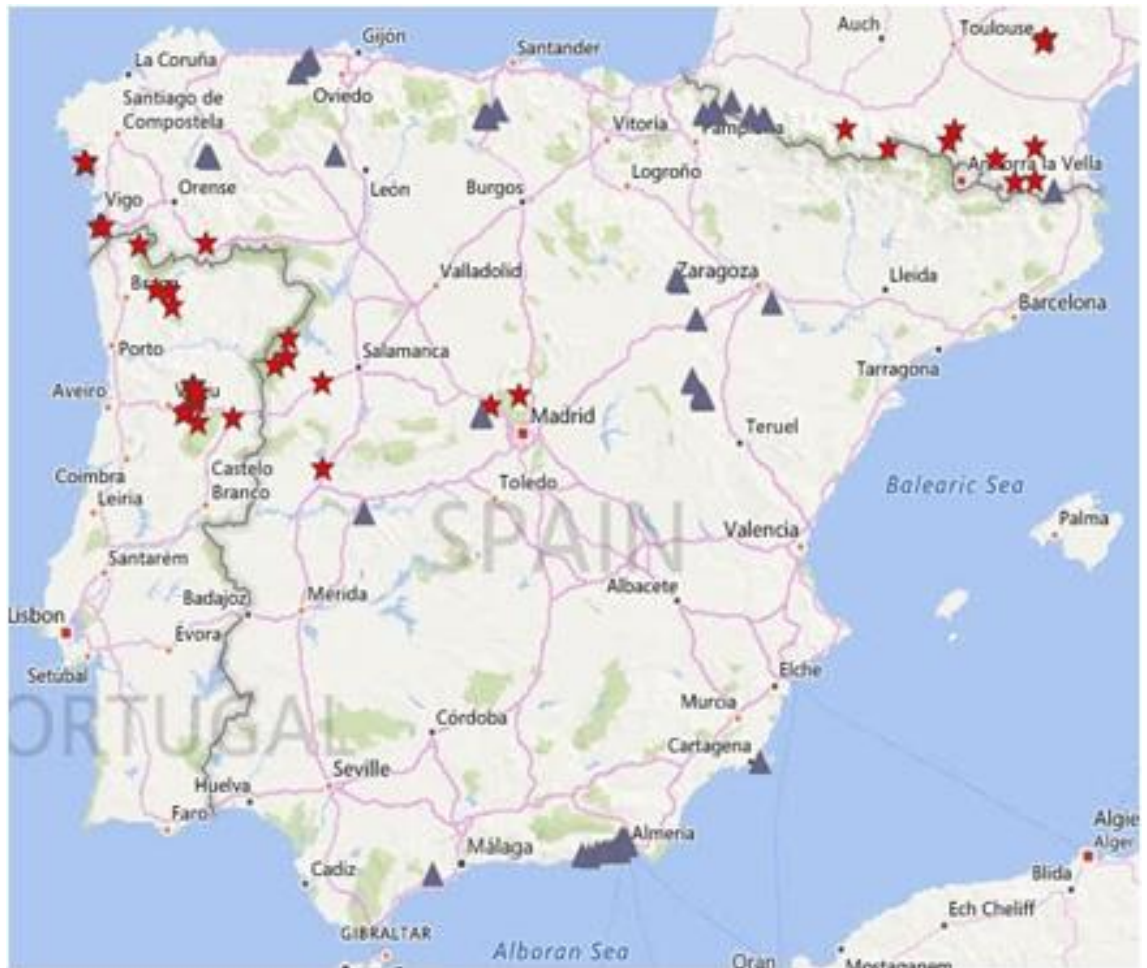 Auch
Toulouse
Gijón
Santander
La Coruña
Oviedo
Santiago de
Compostela
Vitoria
Pamplona
Logroño
Andorra la Vella
León
Burgos
Orense
Vigo
Valladolid
Zaragoza
Lleida
Barcelona
Porto
Salamanca
Tarragona
Aveiro
Madrid
Teruel
Coimbra
Castelo
Branco
Leiria
Toledo
Balearic Sea
SPAIN
Valencia
Palma
Santarém
Albacete
Badajoz
Mérida
Lisbon
Evora
Setúbal
Elche
Murcia
Córdoba
ORTUGAL
Cartagena
Seville
Huelva
Faro
Almeria
Málaga
Algie
Alger
Cadiz
Blida
Ech Cheliff
GIBRALTAR
Alboran Sea
Oran
Mostaganem